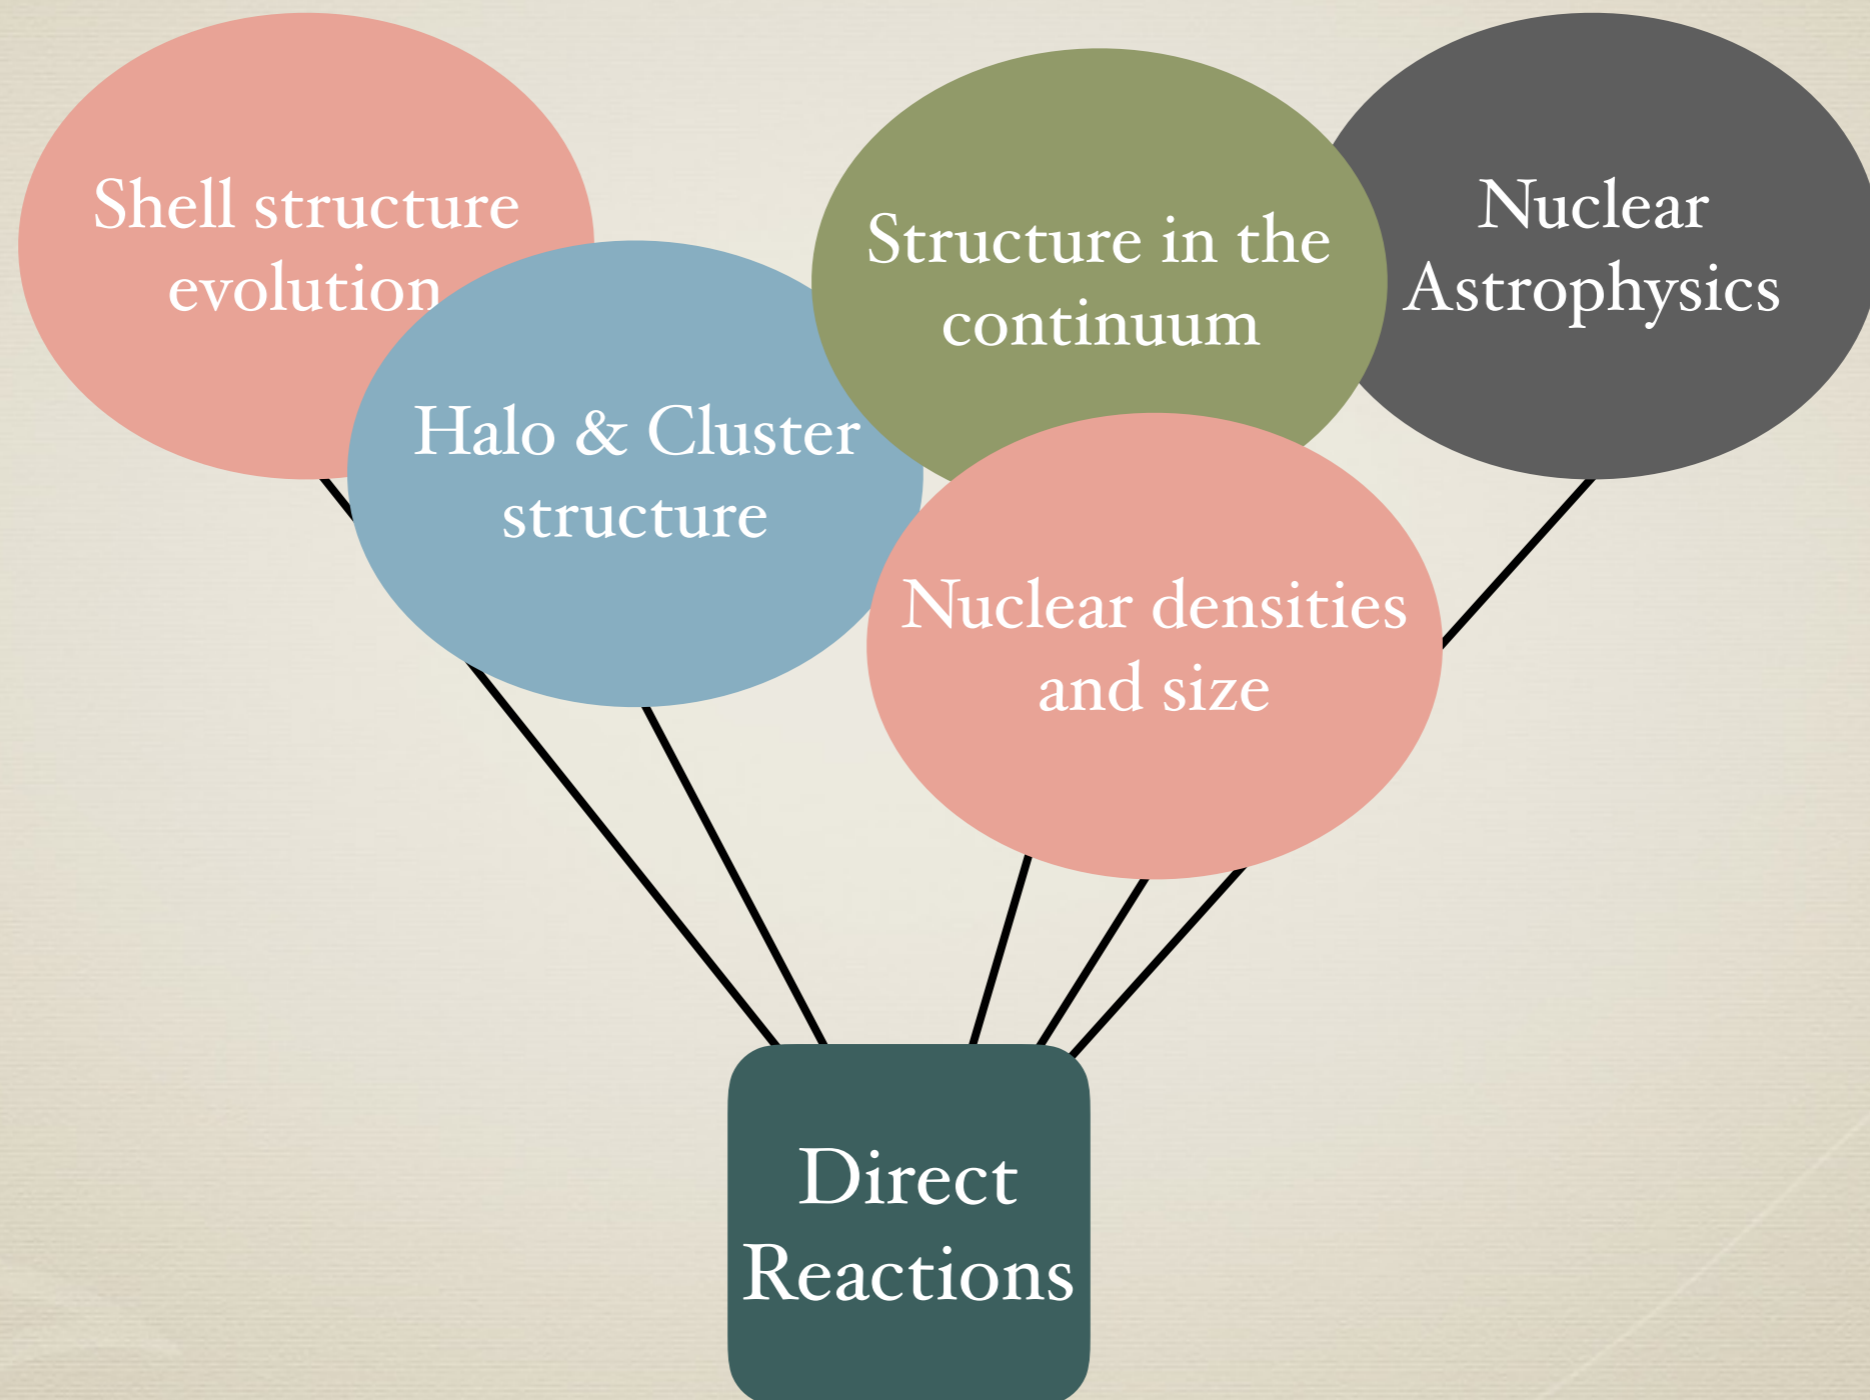 Shell structure
evolution
Halo & Cluster
structure
Structure in the
continuum
Nuclear
Astrophysics
Nuclear densities
and size
Direct
Reactions